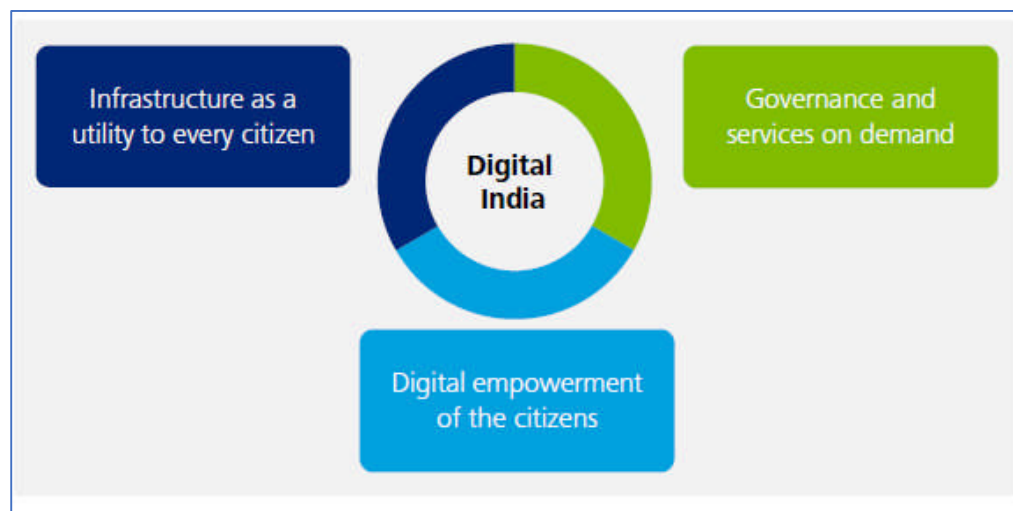 Infrastructure as a
utility to every citizen
Digital
India
Governance and
services on demand
Digital empowerment
of the citizens